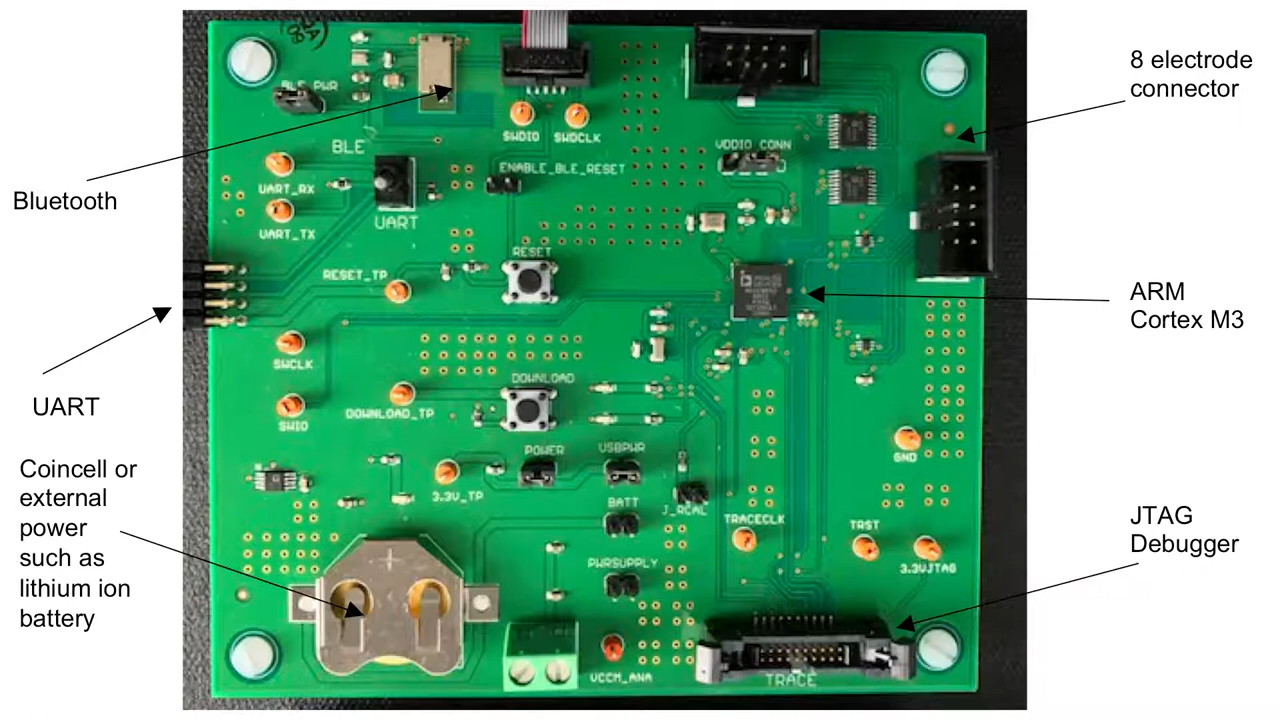 8 electrode
connector
BLE_PWR
SWDIO
SWDCLK
VDDIO_CONN
BLE
ENABLE_BLE_RESET
UART_RX
Bluetooth
UART
UART_TX
RESET
RESET_TP
ANALOG
DEVICES
ARM
Cortex M3
SWCLK
DOWNLOAD
UART
DOWNLOAD_TP
SWIO
Coincell or
external
power
such as
lithium ion
battery
POWER
USBPWR
GND
3.3V_TP
BATT
J_RCAL
TRACECLK
TRST
JTAG
Debugger
3.3VJTAG
PWRSUPPLY
+
VCCM_ANA
TRACE